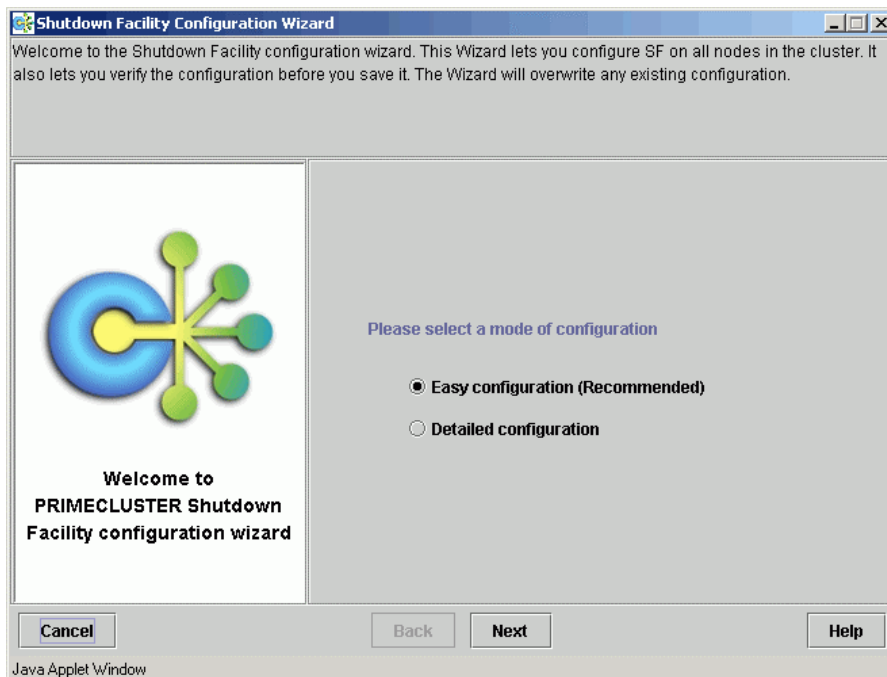 Shutdown Facility Configuration Wizard
Welcome to the Shutdown Facility configuration wizard. This Wizard lets you configure SF on all nodes in the cluster. It
also lets you verify the configuration before you save it. The Wizard will overwrite any existing configuration.
Please select a mode of configuration
Easy configuration (Recommended)
Detailed configuration
Welcome to
PRIMECLUSTER Shutdown
Facility configuration wizard
Cancel Back Next Help
Java Applet Window